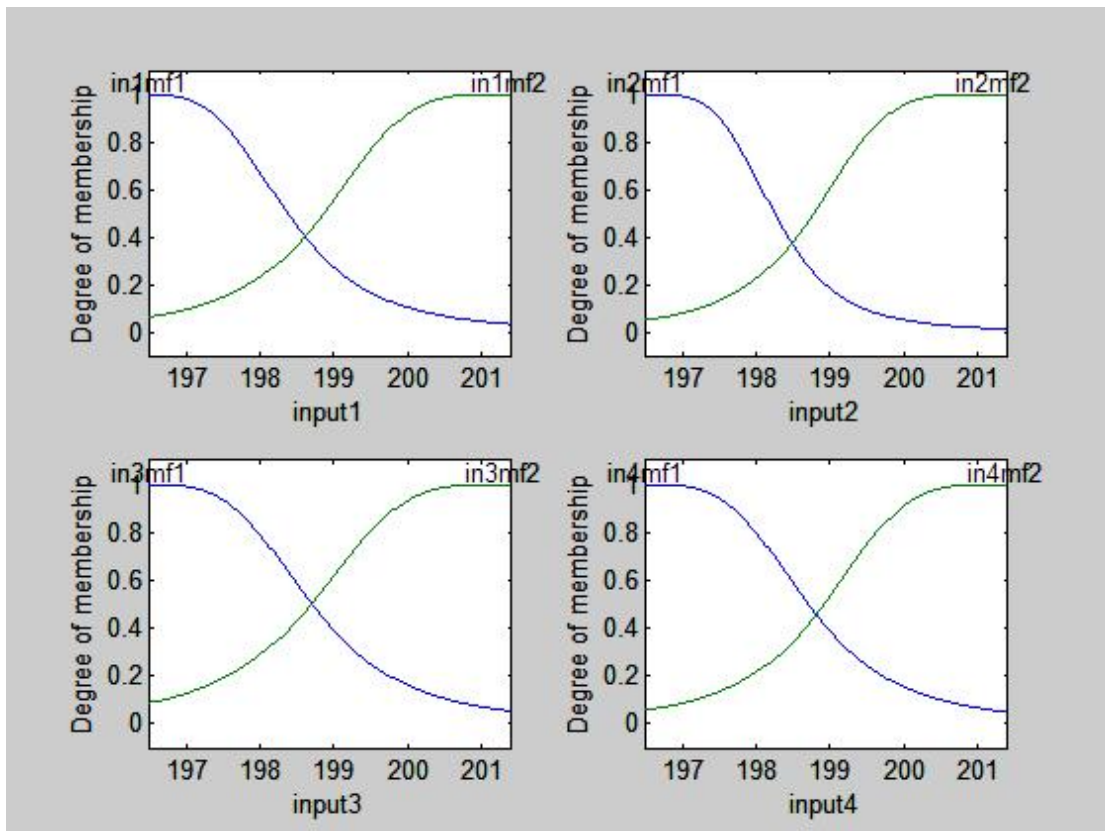 in1mf1 in1mf2
Degree of membership
1
0.8
0.6
0.4
0.2
0
197 198 199 200 201
input1
in2mf1 in2mf2
Degree of membership
1
0.8
0.6
0.4
0.2
0
197 198 199 200 201
input2
in3mf1 in3mf2
Degree of membership
1
0.8
0.6
0.4
0.2
0
197 198 199 200 201
input3
in4mf1 in4mf2
Degree of membership
1
0.8
0.6
0.4
0.2
0
197 198 199 200 201
input4